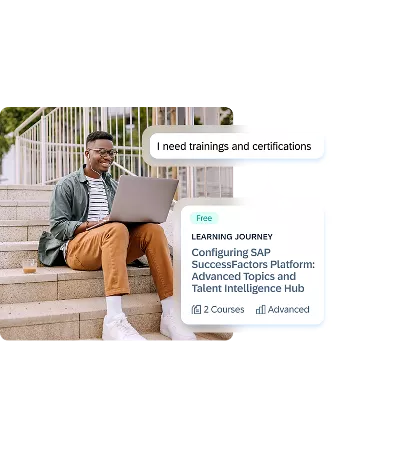 I need trainings and certifications
Free
LEARNING JOURNEY
Configuring SAP
SuccessFactors Platform:
Advanced Topics and
Talent Intelligence Hub
2 Courses Advanced